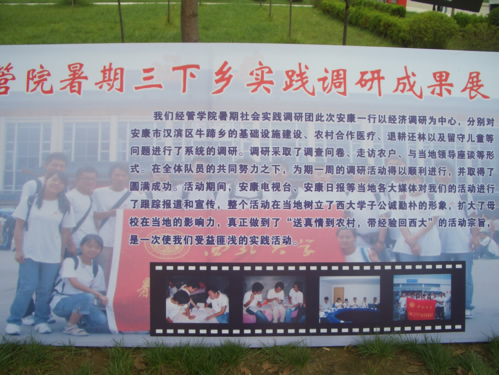 管院暑期三下乡实践调研成果展
我们经管学院暑期社会实践调研团此次安康一行以经济调研为中心，分别对
安康市汉滨区牛蹄乡的基础设施建设、农村合作医疗、退耕还林以及留守儿童等
问题进行了系统的调研。调研采取了调查问卷、走访农户、与当地领导座谈等形
式。在全体队员的共同努力之下，为期一周的调研活动得以顺利进行，并取得了
圆满成功。活动期间，安康电视台、安康日报等当地各大媒体对我们的活动进行
了跟踪报道和宣传，整个活动在当地树立了西大学子公诚勤朴的形象，扩大了母
校在当地的影响力，真正做到了“送真情到农村，带经验回西大”的活动宗旨，
是一次使我们受益匪浅的实践活动。
西北大学